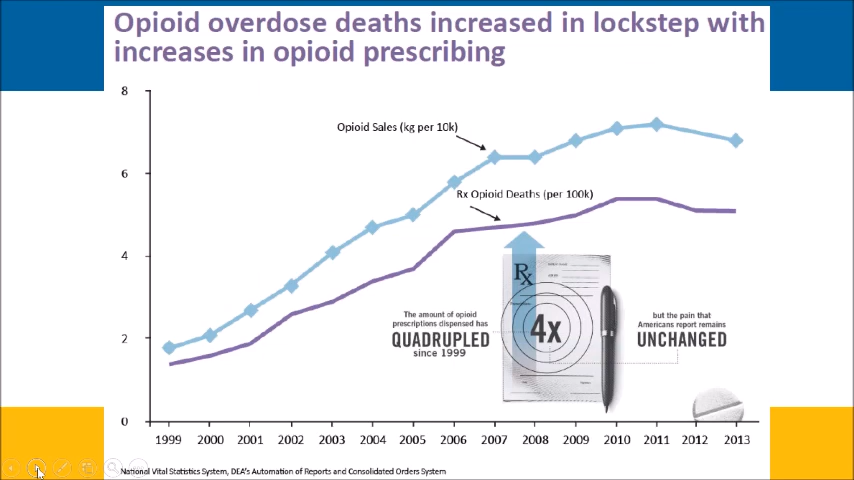 Opioid overdose deaths increased in lockstep with
increases in opioid prescribing
8
6
4
2
0
Opioid Sales (kg per 10k)
Rx Opioid Deaths (per 100k)
Rx
4x
The amount of opioid
prescriptions dispensed has
QUADRUPLED
since 1999
but the pain that
Americans report remains
UNCHANGED
1999 2000 2001 2002 2003 2004 2005 2006 2007 2008 2009 2010 2011 2012 2013
National Vital Statistics System, DEA's Automation of Reports and Consolidated Orders System